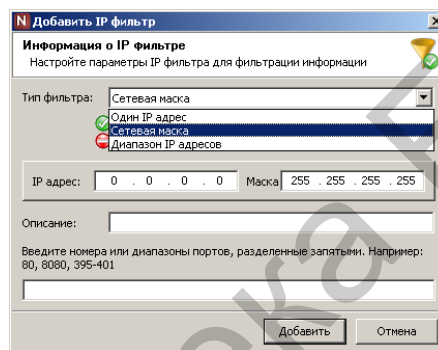 N Добавить IP фильтр
Информация о IP фильтре
Настройте параметры IP фильтра для фильтрации информации
Тип фильтра: Сетевая маска
Один IP адрес
Сетевая маска
Диапазон IP адресов
IP адрес: 0 . 0 . 0 . 0 Маска 255 . 255 . 255 . 255
Описание:
Введите номера или диапазоны портов, разделенные запятыми. Например:
80, 8080, 395-401
Добавить Отмена